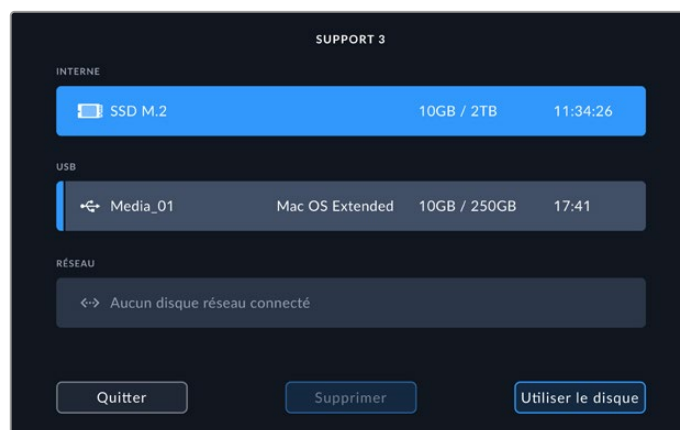 SUPPORT 3
INTERNE
SSD M.2 10GB / 2TB 11:34:26
USB
Media_01 Mac OS Extended 10GB / 250GB 17:41
RÉSEAU
Aucun disque réseau connecté
Quitter Supprimer Utiliser le disque